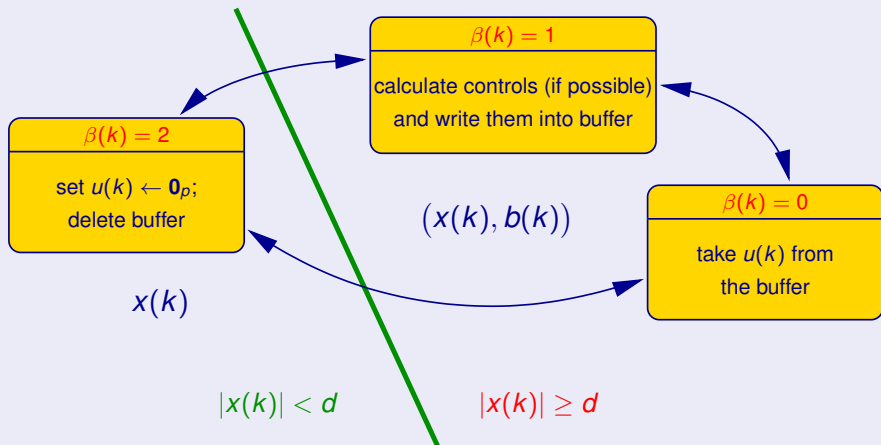 β(k) = 1
calculate controls (if possible)
and write them into buffer
β(k) = 2
set u(k) ← 0ₚ;
delete buffer
(x(k), b(k))
β(k) = 0
take u(k) from
the buffer
x(k)
|x(k)| < d
|x(k)| ≥ d